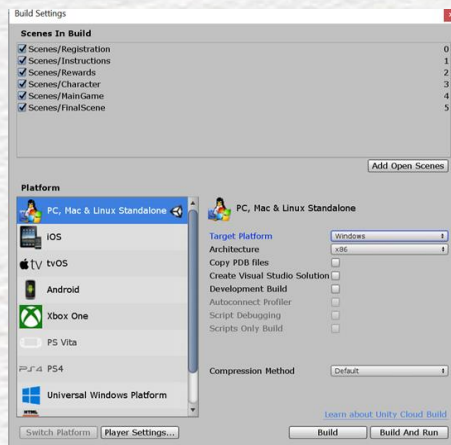 Build Settings
Scenes In Build
Scenes/Registration 0
Scenes/Instructions 1
Scenes/Rewards 2
Scenes/Character 3
Scenes/MainGame 4
Scenes/FinalScene 5
Add Open Scenes
Platform
PC, Mac & Linux Standalone
iOS
tv tvOS
Android
Xbox One
PS Vita
PS4 PS4
Universal Windows Platform
HTML
PC, Mac & Linux Standalone
Target Platform Windows
Architecture x86
Copy PDB files
Create Visual Studio Solution
Development Build
Autoconnect Profiler
Script Debugging
Scripts Only Build
Compression Method Default
Learn about Unity Cloud Build
Switch Platform Player Settings... Build Build And Run